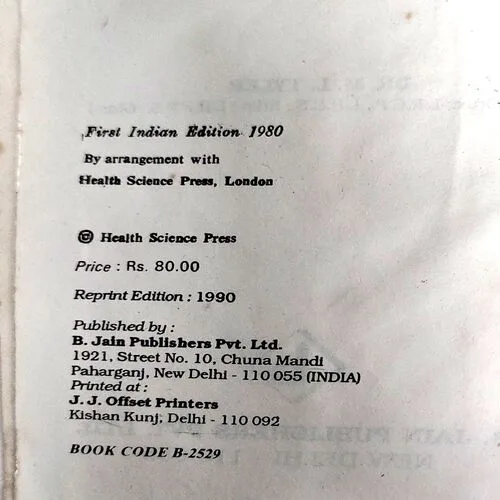 First Indian Edition 1980
By arrangement with
Health Science Press, London
© Health Science Press
Price : Rs. 80.00
Reprint Edition : 1990
Published by :
B. Jain Publishers Pvt. Ltd.
1921, Street No. 10, Chuna Mandi
Paharganj, New Delhi - 110 055 (INDIA)
Printed at :
J. J. Offset Printers
Kishan Kunj, Delhi - 110 092
BOOK CODE B-2529